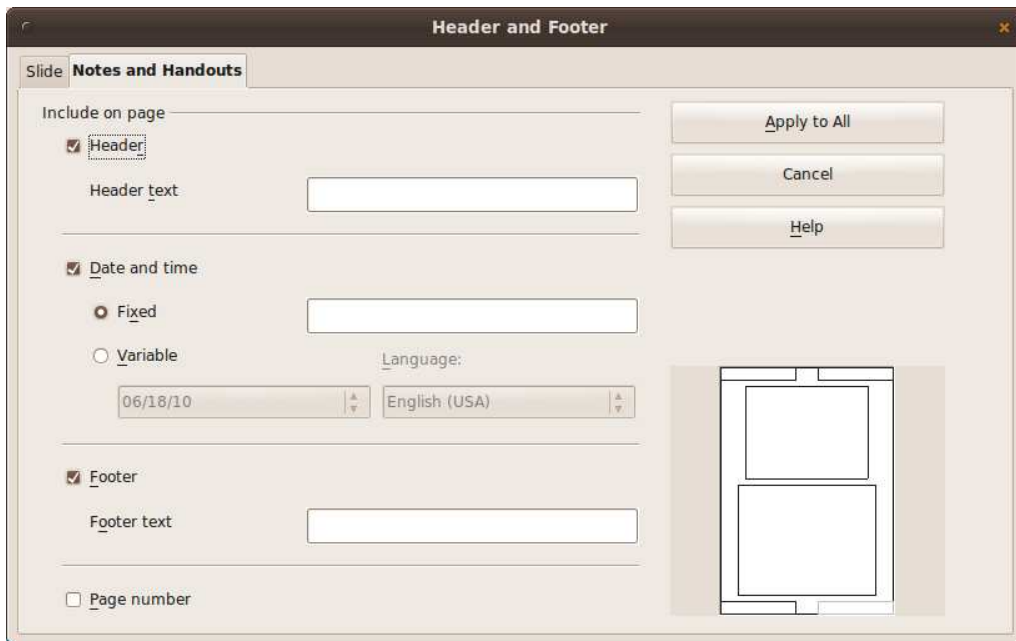 Header and Footer
Slide Notes and Handouts
Include on page
Header
Header text
Date and time
Fixed
Variable
Language:
06/18/10 English (USA)
Footer
Footer text
Page number
Apply to All
Cancel
Help